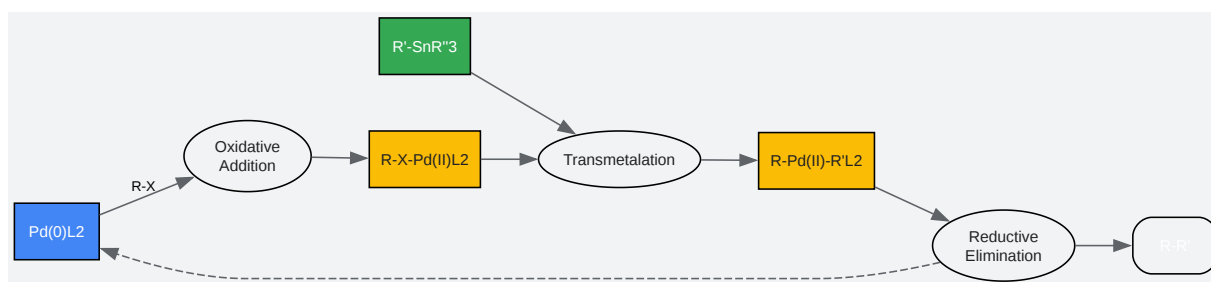 R'-SnR"3
Oxidative
Addition
R-X-Pd(II)L2
Transmetalation
R-Pd(II)-R'L2
R-X
Pd(0)L2
Reductive
Elimination
R-R'